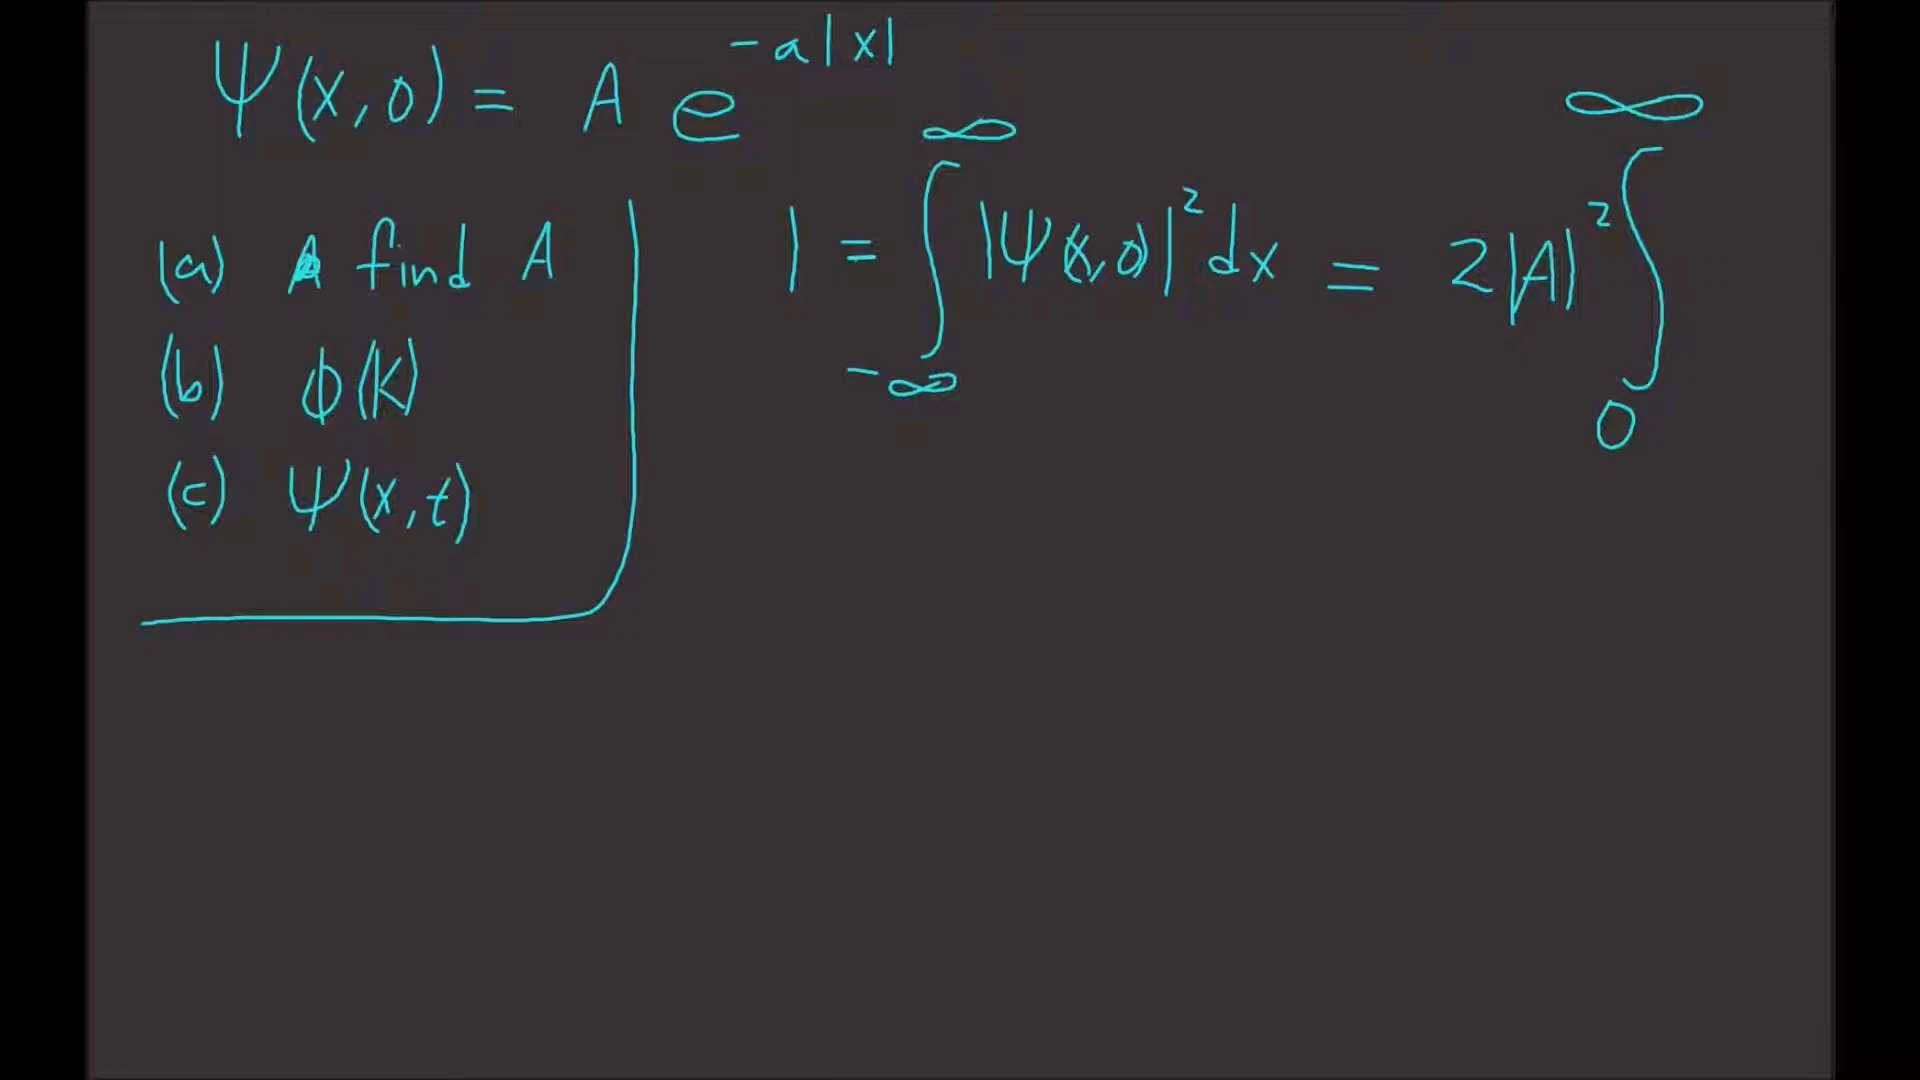 Ψ(x,0) = A e^{-a|x|}
(a) find A
(b) ϕ(k)
(c) Ψ(x,t)
1 = ∫_{-∞}^{∞} |Ψ(x,0)|² dx = 2|A|² ∫_0^∞